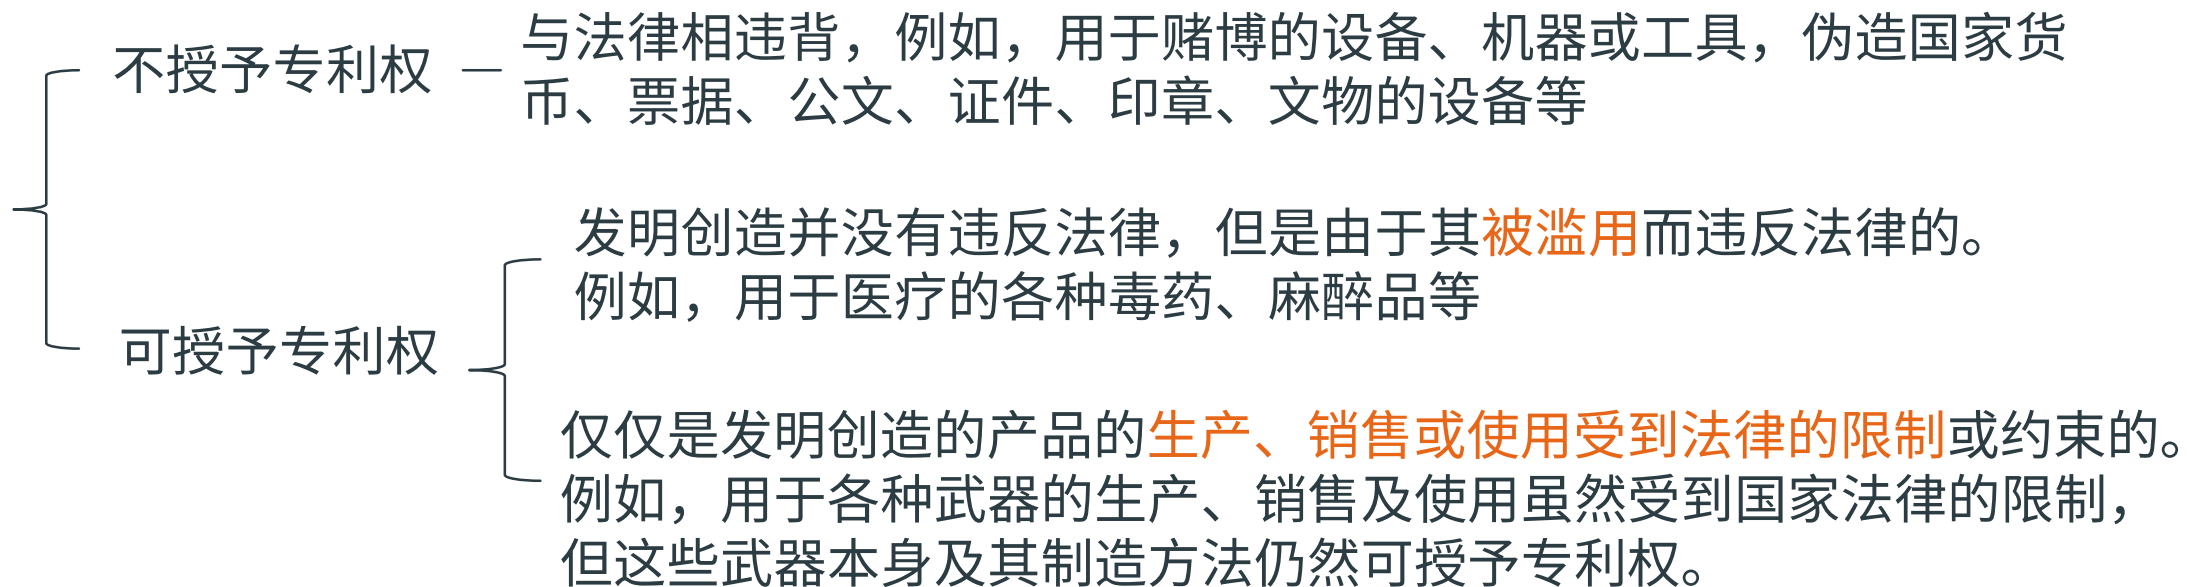 不授予专利权
与法律相违背，例如，用于赌博的设备、机器或工具，伪造国家货
币、票据、公文、证件、印章、文物的设备等
可授予专利权
发明创造并没有违反法律，但是由于其被滥用而违反法律的。
例如，用于医疗的各种毒药、麻醉品等
仅仅是发明创造的产品的生产、销售或使用受到法律的限制或约束的。
例如，用于各种武器的生产、销售及使用虽然受到国家法律的限制，
但这些武器本身及其制造方法仍然可授予专利权。